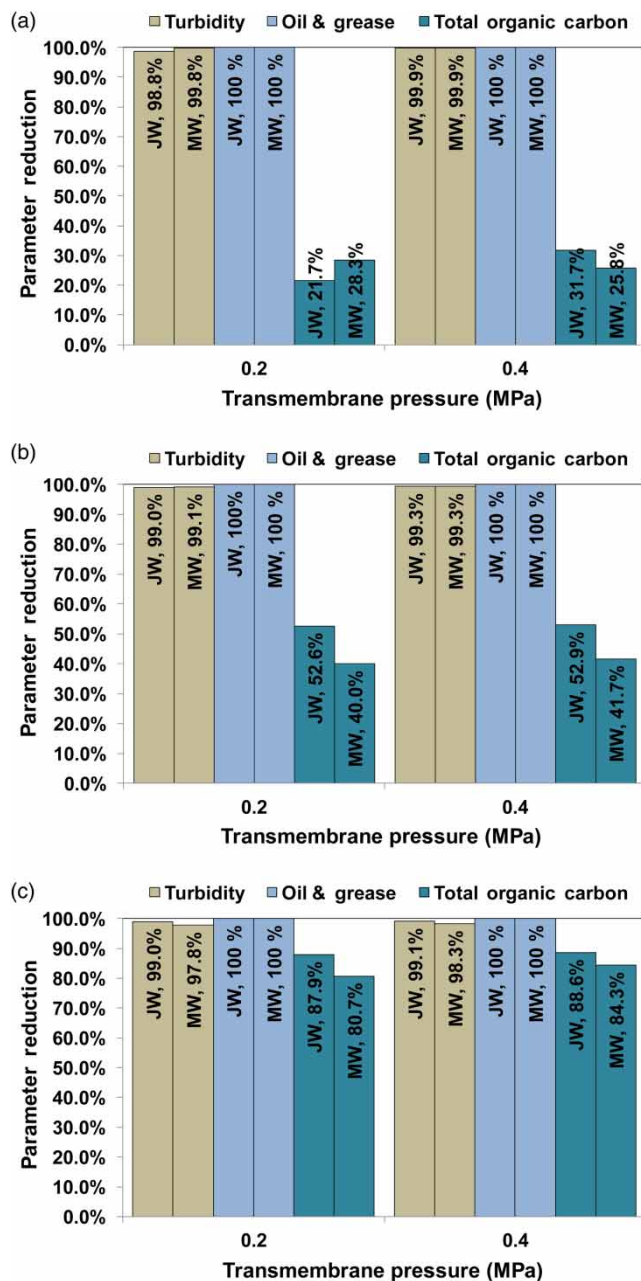 (a)
Turbidity Oil & grease Total organic carbon
100.0%
90.0%
80.0%
70.0%
60.0%
50.0%
40.0%
30.0%
20.0%
10.0%
0.0%
Parameter reduction
JW, 98.8%
MW, 99.8%
JW, 100 %
MW, 100 %
JW, 21.7%
MW, 28.3%
JW, 99.9%
MW, 99.9%
JW, 100 %
MW, 100 %
JW, 31.7%
MW, 25.8%
0.2 0.4
Transmembrane pressure (MPa)
(b)
Turbidity Oil & grease Total organic carbon
100.0%
90.0%
80.0%
70.0%
60.0%
50.0%
40.0%
30.0%
20.0%
10.0%
0.0%
Parameter reduction
JW, 99.0%
MW, 99.1%
JW, 100%
MW, 100 %
JW, 52.6%
MW, 40.0%
JW, 99.3%
MW, 99.3%
JW, 100 %
MW, 100 %
JW, 52.9%
MW, 41.7%
0.2 0.4
Transmembrane pressure (MPa)
(c)
Turbidity Oil & grease Total organic carbon
100.0%
90.0%
80.0%
70.0%
60.0%
50.0%
40.0%
30.0%
20.0%
10.0%
0.0%
Parameter reduction
JW, 99.0%
MW, 97.8%
JW, 100 %
MW, 100 %
JW, 87.9%
MW, 80.7%
JW, 99.1%
MW, 98.3%
JW, 100 %
MW, 100 %
JW, 88.6%
MW, 84.3%
0.2 0.4
Transmembrane pressure (MPa)